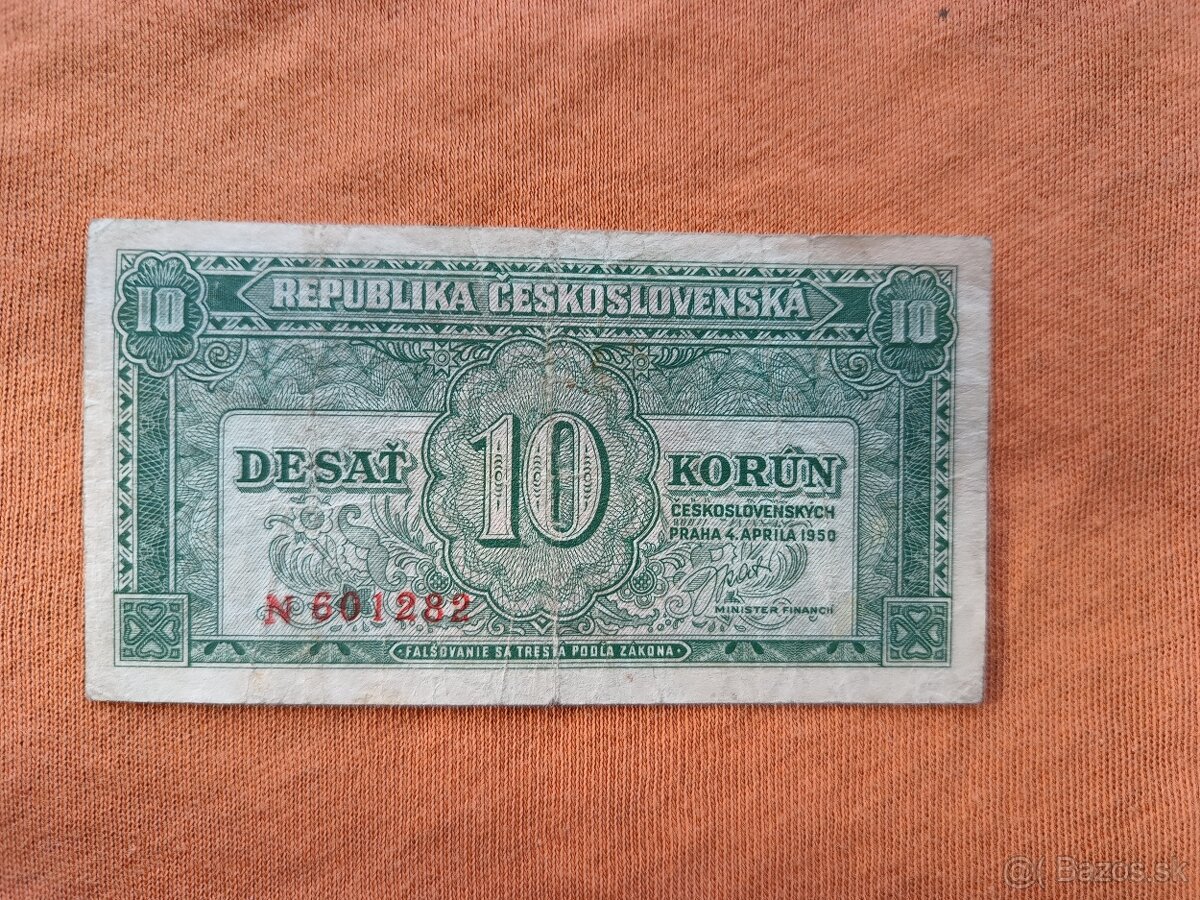 10 REPUBLIKA ČESKOSLOVENSKÁ 10
DESAŤ 10 KORÚN
ČESKOSLOVENSKÝCH
PRAHA 4. APRÍLA 1950
MINISTER FINANCIÍ
N 601282
FALŠOVANIE SA TRESTÁ PODĽA ZÁKONA
@( Bazos.sk